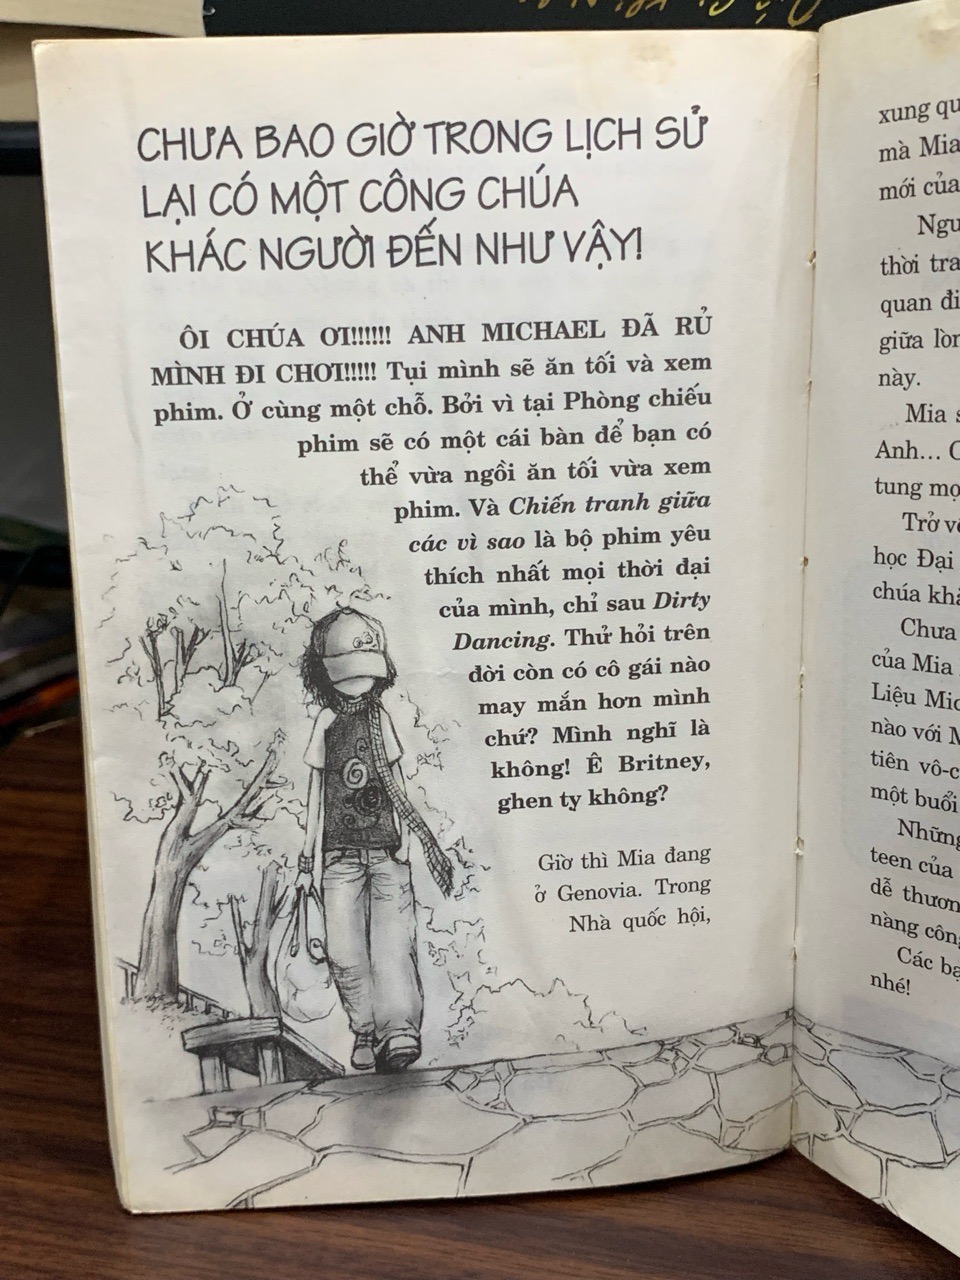 CHƯA BAO GIỜ TRONG LỊCH SỬ
LẠI CÓ MỘT CÔNG CHÚA
KHÁC NGƯỜI ĐẾN NHƯ VẬY!
ÔI CHÚA ƠI!!!!!! ANH MICHAEL ĐÃ RỦ
MÌNH ĐI CHƠI!!!!! Tụi mình sẽ ăn tối và xem
phim. Ở cùng một chỗ. Bởi vì tại Phòng chiếu
phim sẽ có một cái bàn để bạn có
thể vừa ngồi ăn tối vừa xem
phim. Và Chiến tranh giữa
các vì sao là bộ phim yêu
thích nhất mọi thời đại
của mình, chỉ sau Dirty
Dancing. Thử hỏi trên
đời còn có cô gái nào
may mắn hơn mình
chứ? Mình nghĩ là
không! Ê Britney,
ghen tỵ không?
Giờ thì Mia đang
ở Genovia. Trong
Nhà quốc hội,
xung qu
mà Mia
mới của
Ngu
thời tra
quan đi
giữa lòn
này.
Mia s
Anh... C
tung mọ
Trở về
học Đại
chúa khá
Chưa
của Mia
Liệu Mic
nào với M
tiên vô-c
một buổi
Những
teen của
dễ thươn
nàng côn
Các bạ
nhé!